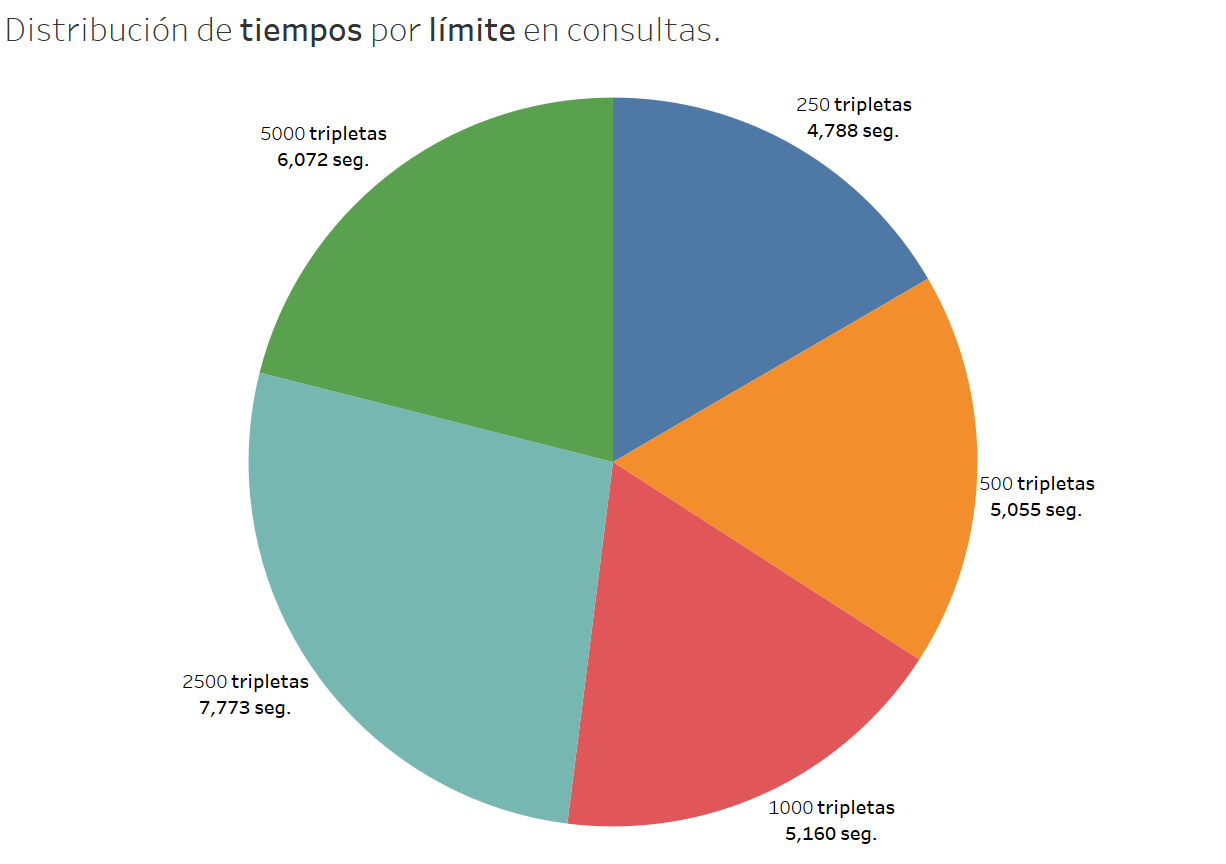 Distribución de tiempos por límite en consultas.
250 tripletas
4,788 seg.
5000 tripletas
6,072 seg.
500 tripletas
5,055 seg.
2500 tripletas
7,773 seg.
1000 tripletas
5,160 seg.